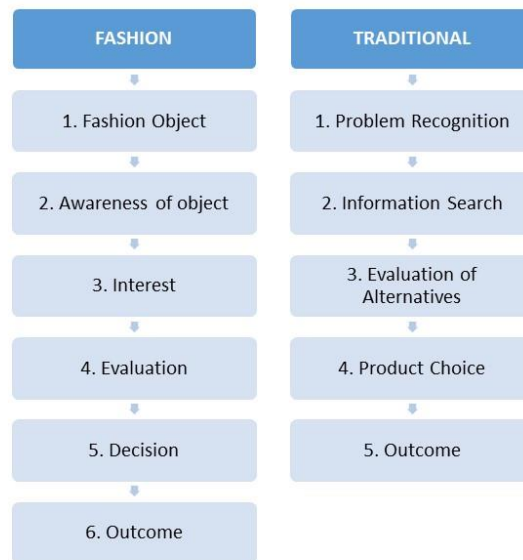 FASHION
1. Fashion Object
2. Awareness of object
3. Interest
4. Evaluation
5. Decision
6. Outcome
TRADITIONAL
1. Problem Recognition
2. Information Search
3. Evaluation of
Alternatives
4. Product Choice
5. Outcome